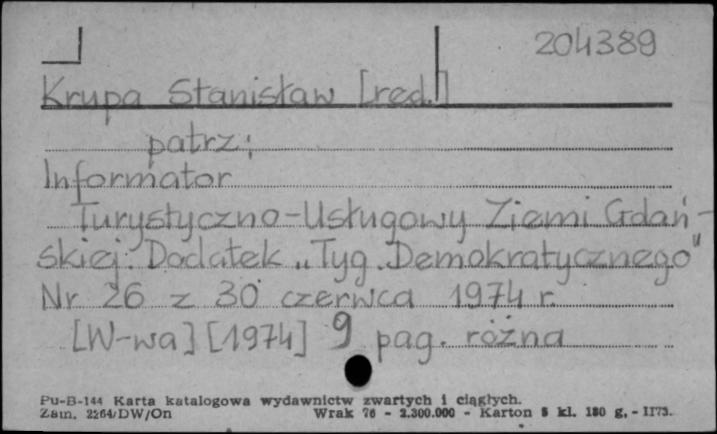 204389
Krupa Stanisław [red.]
patrz:
Informator
Turystyczno-Usługowy Ziemi Gdań-
skiej. Dodatek „Tyg. Demokratycznego"
Nr 26 z 30 czerwca 1974 r.
[W-wa] [1974] 9 pag. różna
Pu-B-144 Karta katalogowa wydawnictw zwartych i ciągłych.
Zam. 2264/DW/On Wrak 76 - 2.300.000 - Karton 8 kl. 180 g. - II73.